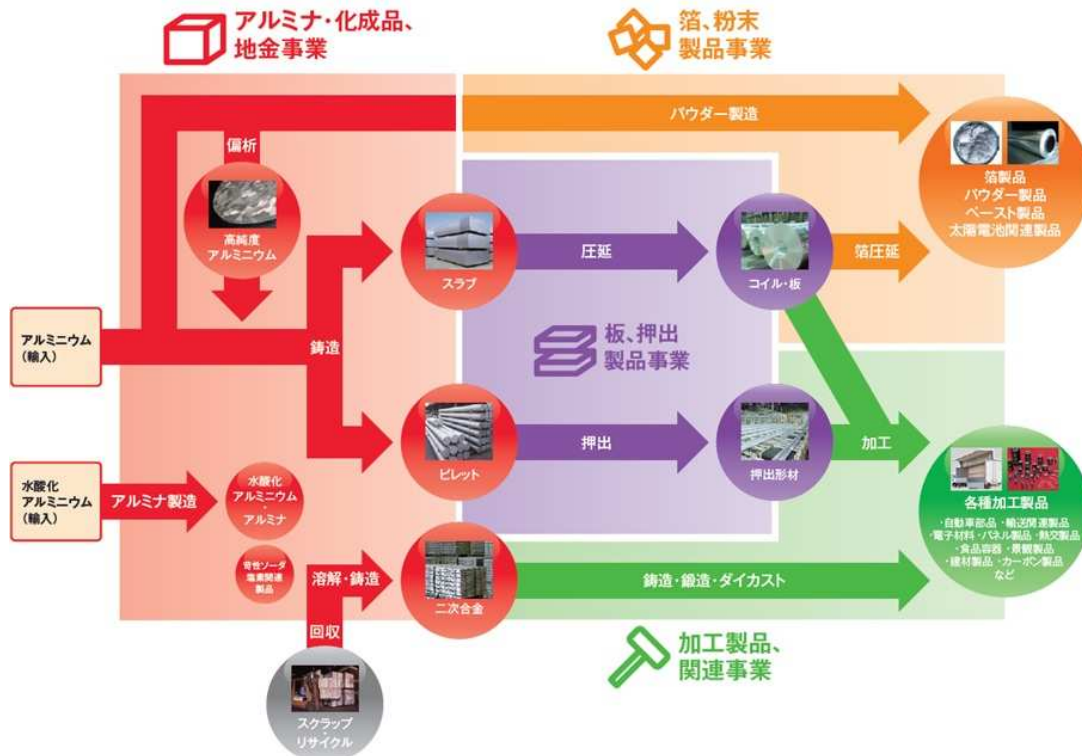 アルミナ・化成品、
地金事業
箔、粉末
製品事業
パウダー製造
偏析
高純度
アルミニウム
箔製品
パウダー製品
ペースト製品
太陽電池関連製品
スラブ
圧延
コイル・板
箔圧延
アルミニウム
(輸入)
鋳造
板、押出
製品事業
ビレット
押出
押出形材
加工
水酸化
アルミニウム
(輸入)
アルミナ製造
水酸化
アルミニウム
・
アルミナ
各種加工製品
・自動車部品 ・輸送関連製品
・電子材料 ・パネル製品 ・熱交製品
・食品容器 ・景観製品
・建材製品 ・カーボン製品
など
苛性ソーダ
塩素関連
製品
溶解・鋳造
二次合金
鋳造・鍛造・ダイカスト
回収
スクラップ
・
リサイクル
加工製品、
関連事業